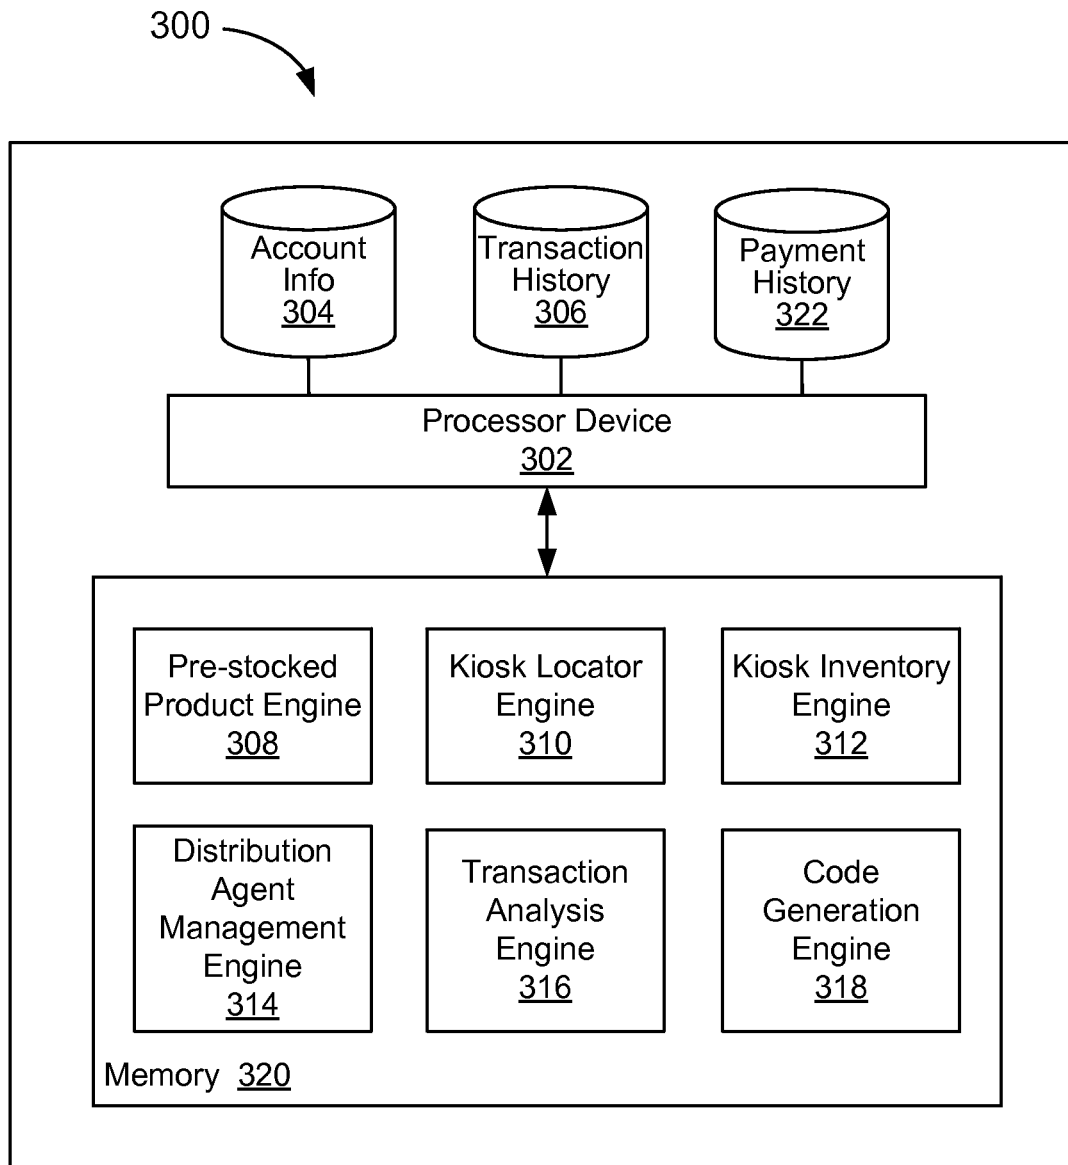 300
Account
Info
304
Transaction
History
306
Payment
History
322
Processor Device
302
Pre-stocked
Product Engine
308
Kiosk Locator
Engine
310
Kiosk Inventory
Engine
312
Distribution
Agent
Management
Engine
314
Transaction
Analysis
Engine
316
Code
Generation
Engine
318
Memory 320